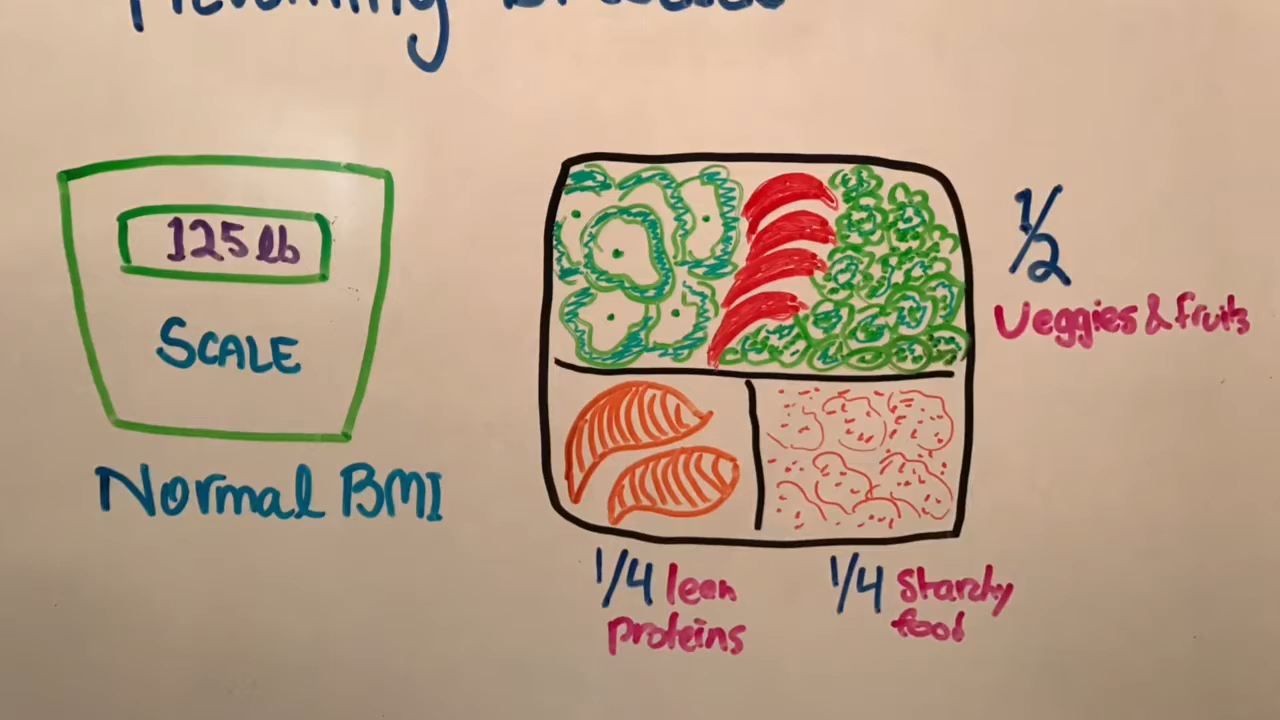 125 lb
SCALE
Normal BMI
1/2
Veggies & fruits
1/4 lean
proteins
1/4 starchy
food